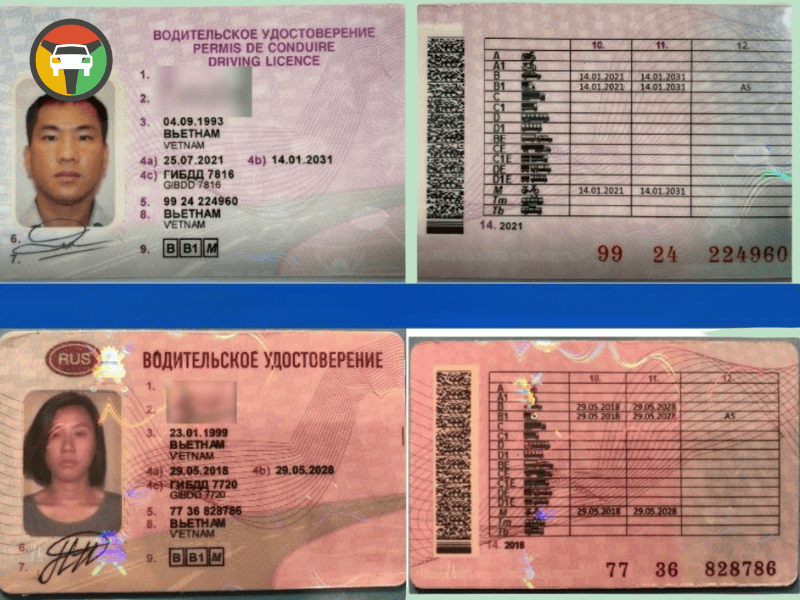 ВОДИТЕЛЬСКОЕ УДОСТОВЕРЕНИЕ
PERMIS DE CONDUIRE
DRIVING LICENCE
1.
2.
3. 04.09.1993
ВЬЕТНАМ
V'ETNAM
4a) 25.07.2021 4b) 14.01.2031
4c) ГИБДД 7816
GIBDD 7816
5. 99 24 224960
8. ВЬЕТНАМ
V'ETNAM
6.
7.
9. B B1 M
10. 11. 12.
A
A1
B 14.01.2021 14.01.2031
B1 14.01.2021 14.01.2031 AS
C
C1
D
D1
BE
CE
C1E
DE
D1E
M 14.01.2021 14.01.2031
Tm
Tb
14. 2021
99 24 224960
RUS
ВОДИТЕЛЬСКОЕ УДОСТОВЕРЕНИЕ
1.
2.
3. 23.01.1999
ВЬЕТНАМ
V'ETNAM
4a) 29.05.2018 4b) 29.05.2028
4c) ГИБДД 7720
GIBDD 7720
5. 77 36 828786
8. ВЬЕТНАМ
V'ETNAM
6.
7.
9. B B1 M
10. 11. 12.
A
A1
B 29.05.2018 29.05.2028
B1 29.05.2018 29.05.2028 AS
C
C1
D
D1
BE
CE
C1E
DE
D1E
M 29.05.2018 29.05.2028
Tm
Tb
14. 2018
77 36 828786